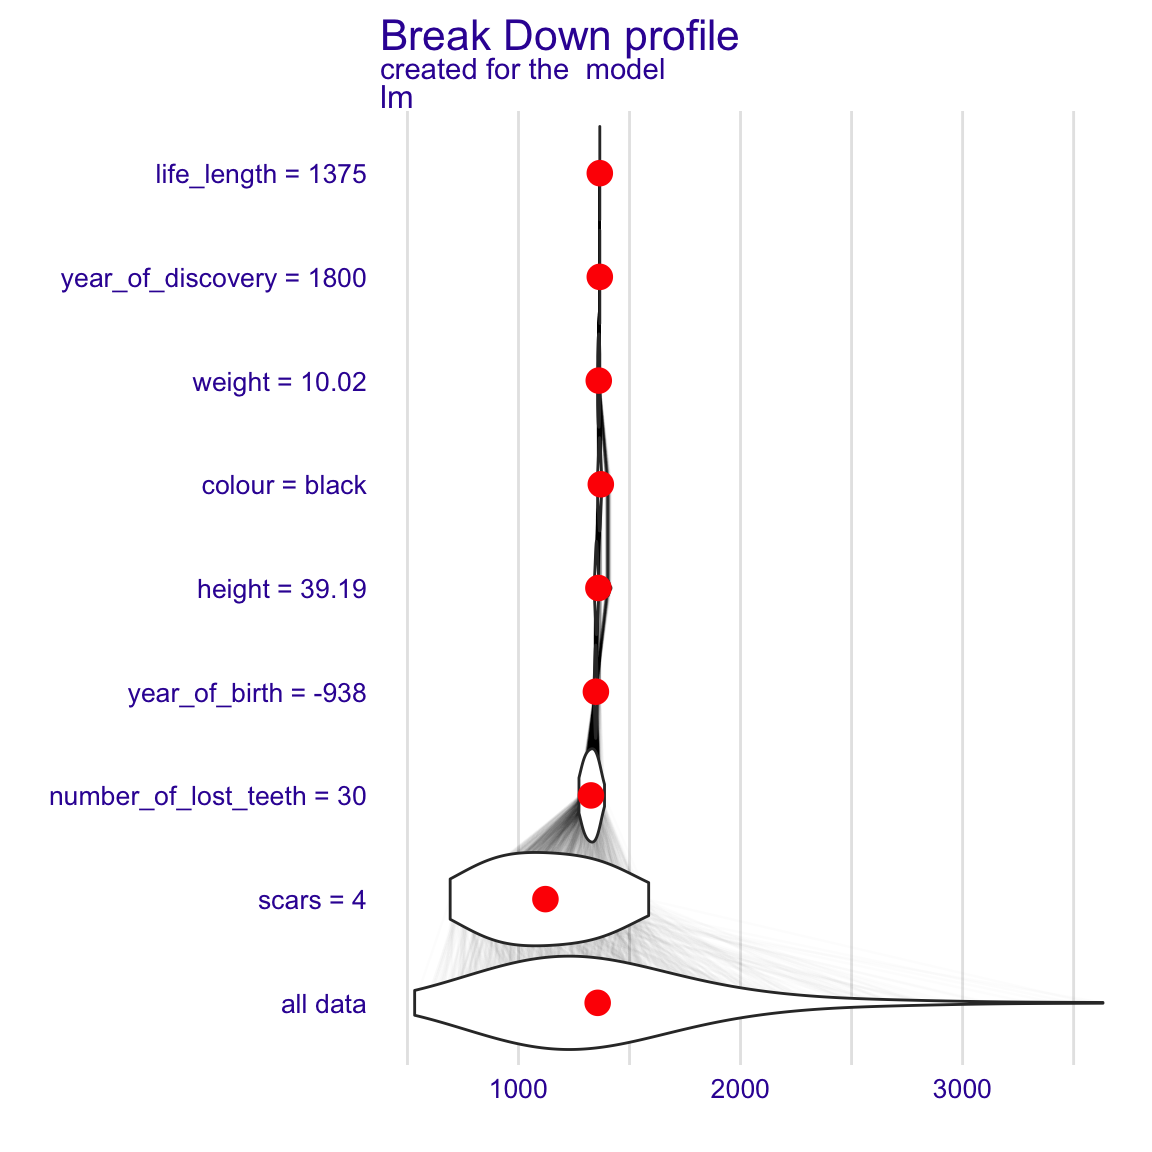 Break Down profile
created for the  model
lm
life_length = 1375
year_of_discovery = 1800
weight = 10.02
colour = black
height = 39.19
year_of_birth = -938
number_of_lost_teeth = 30
scars = 4
all data
1000 2000 3000